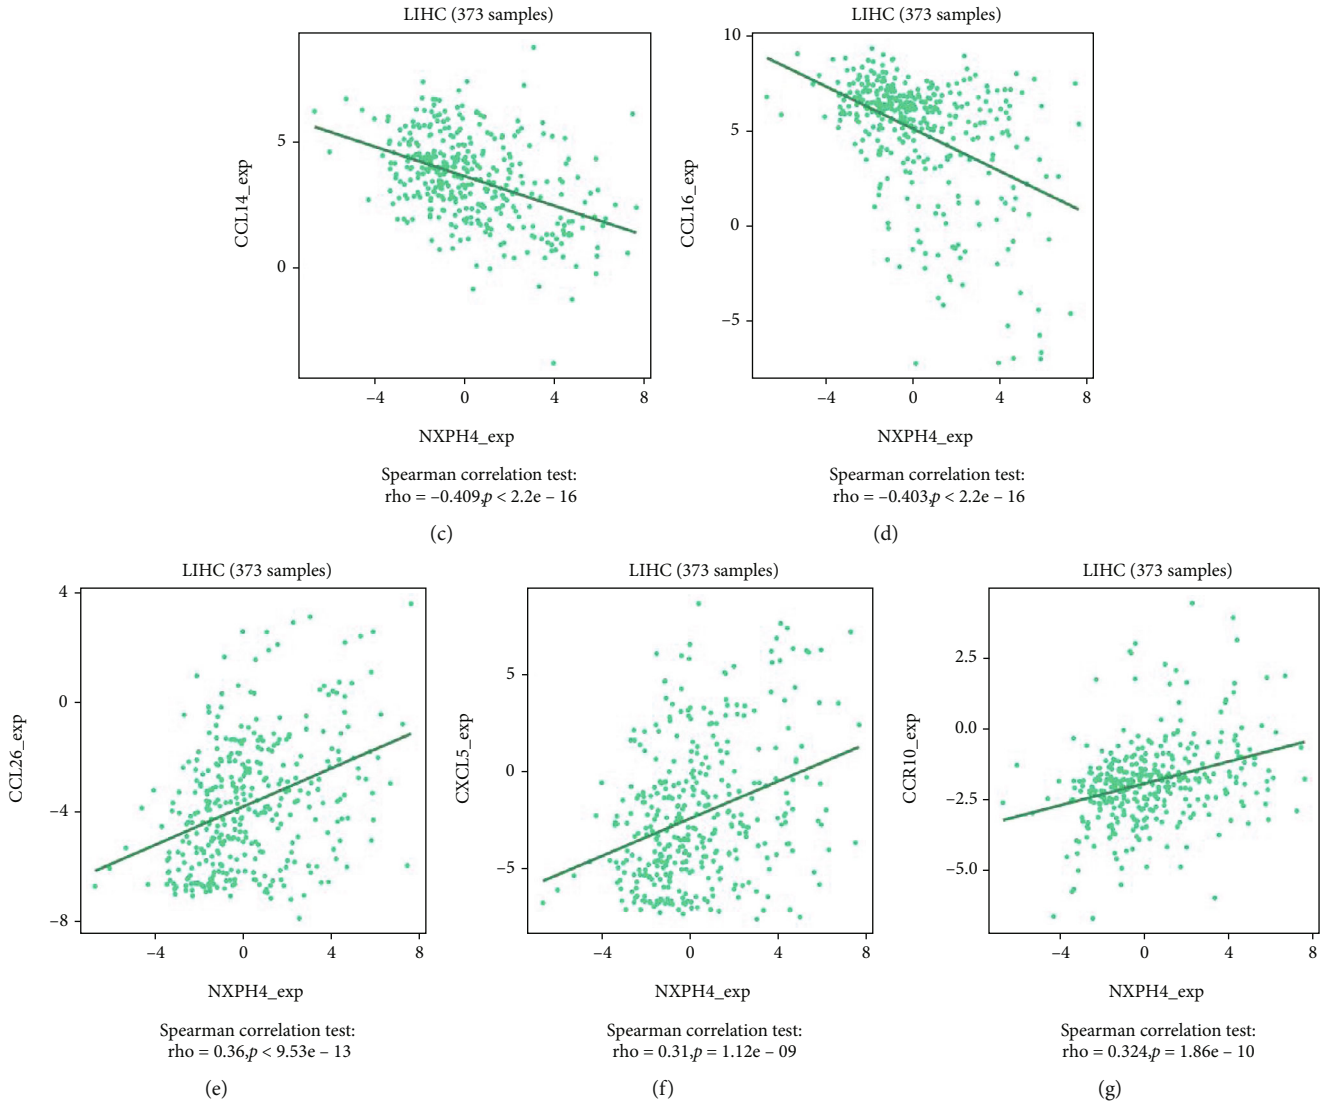 LIHC (373 samples)
10
5
0
−5
5
0
CCL14_exp
CCL16_exp
−4 0 4 8
−4 0 4 8
NXPH4_exp
NXPH4_exp
Spearman correlation test:
rho = −0.409,p < 2.2e − 16
(c)
LIHC (373 samples)
Spearman correlation test:
rho = −0.403,p < 2.2e − 16
(d)
LIHC (373 samples)
4
0
−4
−8
CCL26_exp
−4 0 4 8
NXPH4_exp
Spearman correlation test:
rho = 0.36,p < 9.53e − 13
(e)
LIHC (373 samples)
5
0
−5
CXCL5_exp
−4 0 4 8
NXPH4_exp
Spearman correlation test:
rho = 0.31,p = 1.12e − 09
(f)
LIHC (373 samples)
2.5
0.0
−2.5
−5.0
CCR10_exp
−4 0 4 8
NXPH4_exp
Spearman correlation test:
rho = 0.324,p = 1.86e − 10
(g)